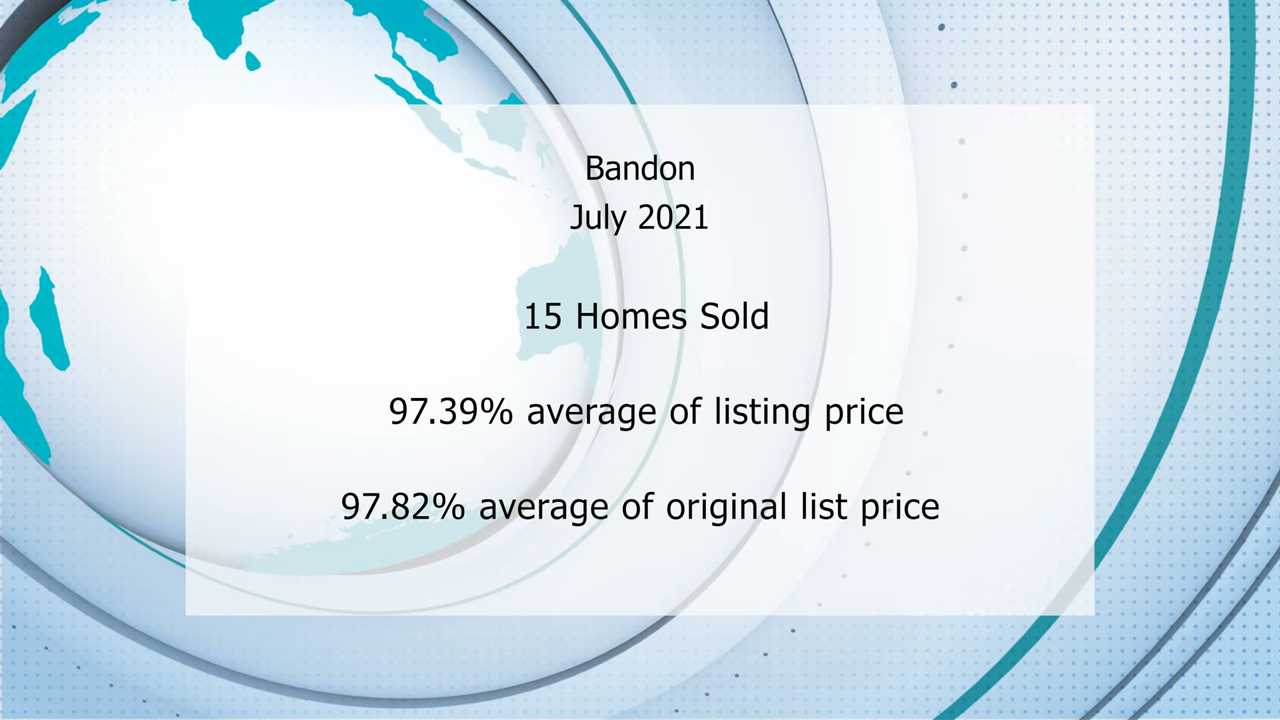 Bandon
July 2021
15 Homes Sold
97.39% average of listing price
97.82% average of original list price